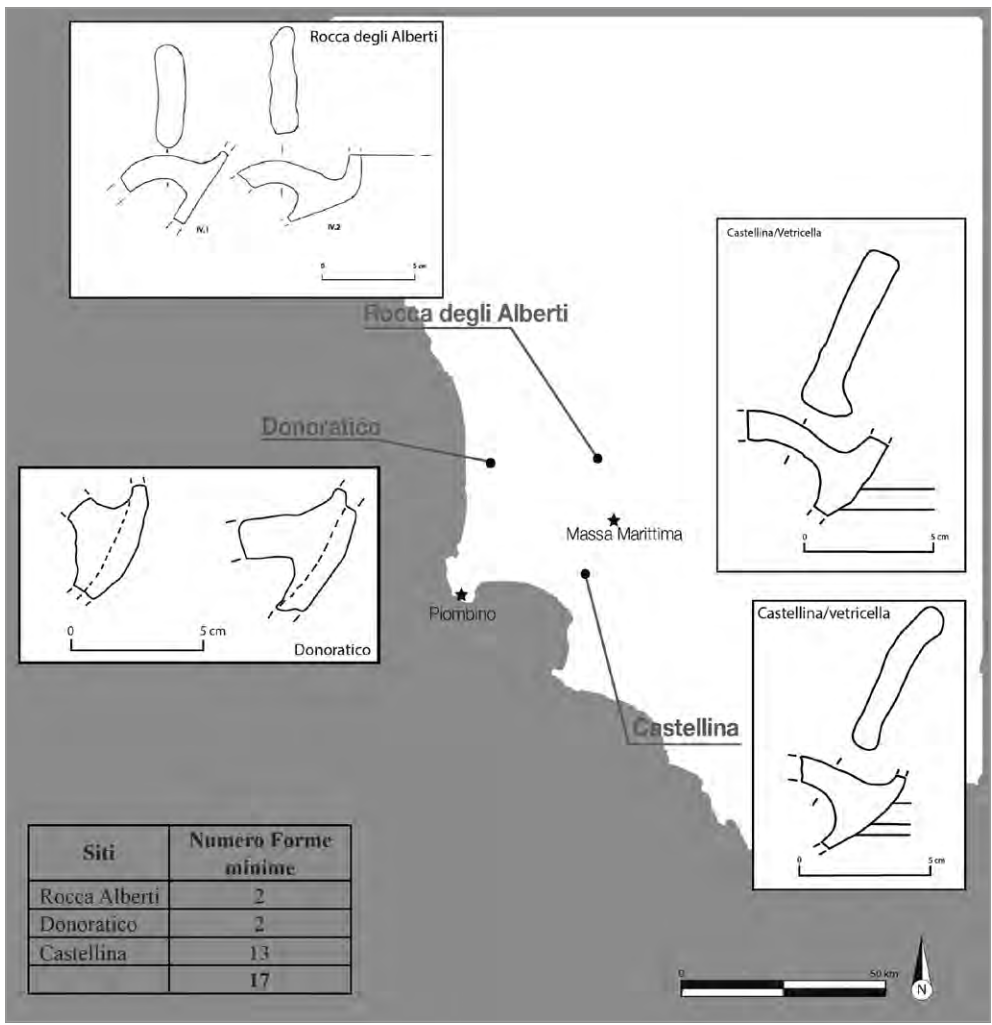 Rocca degli Alberti
IV.1
IV.2
0 5 cm
Castellina/Vetricella
0 5 cm
Rocca degli Alberti
Donoratico
Massa Marittima
Piombino
0 5 cm
Donoratico
Castellina/vetricella
0 5 cm
Castellina
Siti Numero Forme
minime
Rocca Alberti 2
Donoratico 2
Castellina 13
17
0 50 km
N